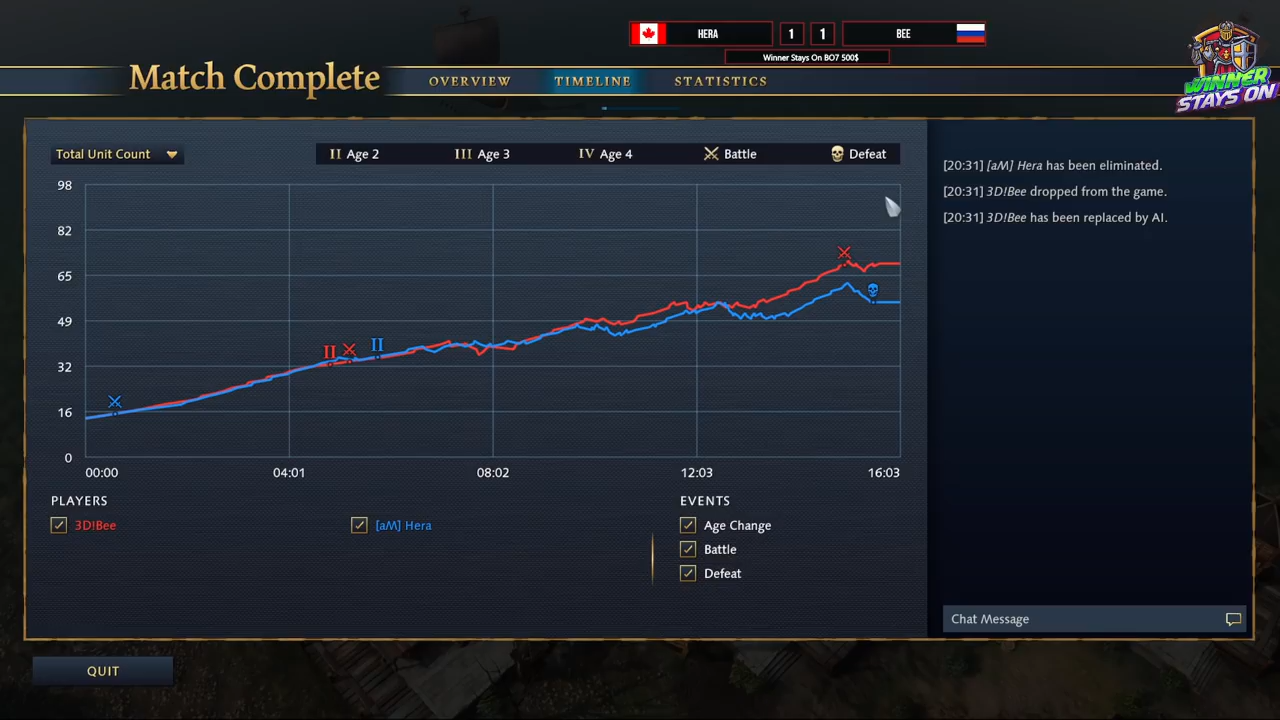 HERA 1 1 BEE
Winner Stays On BO7 500$
WINNER
STAYS ON
Match Complete
OVERVIEW TIMELINE STATISTICS
Total Unit Count
II Age 2 III Age 3 IV Age 4 Battle Defeat
98
82
65
49
32
16
0
II II
00:00 04:01 08:02 12:03 16:03
PLAYERS
3D!Bee [aM] Hera
EVENTS
Age Change
Battle
Defeat
[20:31] [aM] Hera has been eliminated.
[20:31] 3D!Bee dropped from the game.
[20:31] 3D!Bee has been replaced by AI.
Chat Message
QUIT